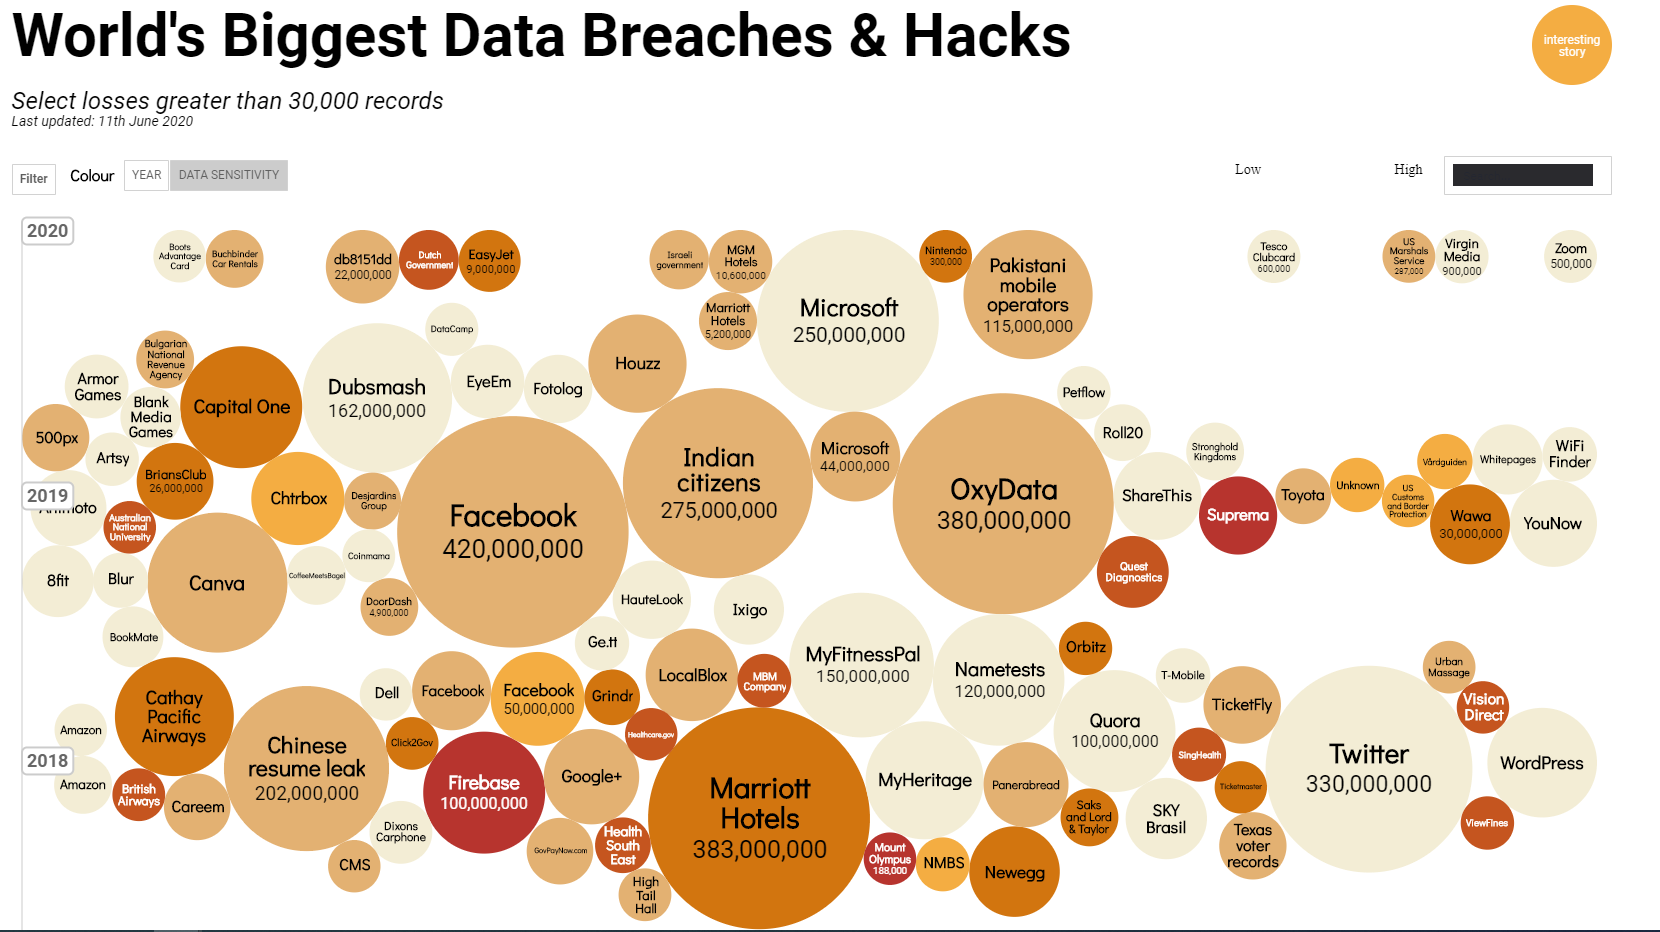 World's Biggest Data Breaches & Hacks
interesting
story
Select losses greater than 30,000 records
Last updated: 11th June 2020
Filter
Colour
YEAR
DATA SENSITIVITY
Low
High
2020
Boots
Advantage
Card
Buchbinder
Car Rentals
db8151dd
22,000,000
Dutch
Government
EasyJet
9,000,000
Israeli
government
MGM
Hotels
10,600,000
Marriott
Hotels
5,200,000
Microsoft
250,000,000
Nintendo
300,000
Pakistani
mobile
operators
115,000,000
Tesco
Clubcard
600,000
US
Marshals
Service
287,000
Virgin
Media
900,000
Zoom
500,000
DataCamp
Bulgarian
National
Revenue
Agency
Armor
Games
Blank
Media
Games
Capital One
Dubsmash
162,000,000
EyeEm
Fotolog
Houzz
Petflow
500px
Artsy
BriansClub
26,000,000
Chtrbox
Desjardins
Group
Facebook
420,000,000
Indian
citizens
275,000,000
Microsoft
44,000,000
OxyData
380,000,000
Roll20
ShareThis
Stronghold
Kingdoms
Suprema
Toyota
Unknown
Vårdguiden
US
Customs
and Border
Protection
Whitepages
WiFi
Finder
Wawa
30,000,000
YouNow
2019
Animoto
Australian
National
University
8fit
Blur
Canva
CoffeeMeetsBagel
Coinmama
DoorDash
4,900,000
HauteLook
Ixigo
Quest
Diagnostics
BookMate
Ge.tt
MyFitnessPal
150,000,000
Nametests
120,000,000
Orbitz
Urban
Massage
Cathay
Pacific
Airways
Dell
Facebook
Facebook
50,000,000
Grindr
LocalBlox
MBM
Company
T-Mobile
TicketFly
Vision
Direct
Amazon
Chinese
resume leak
202,000,000
Click2Gov
Healthcare.gov
Quora
100,000,000
SingHealth
Twitter
330,000,000
WordPress
2018
Amazon
British
Airways
Careem
Firebase
100,000,000
Google+
Marriott
Hotels
383,000,000
MyHeritage
Panerabread
Ticketmaster
Saks
and Lord
& Taylor
SKY
Brasil
Texas
voter
records
ViewFines
Dixons
Carphone
CMS
GovPayNow.com
Health
South
East
High
Tail
Hall
Mount
Olympus
188,000
NMBS
Newegg